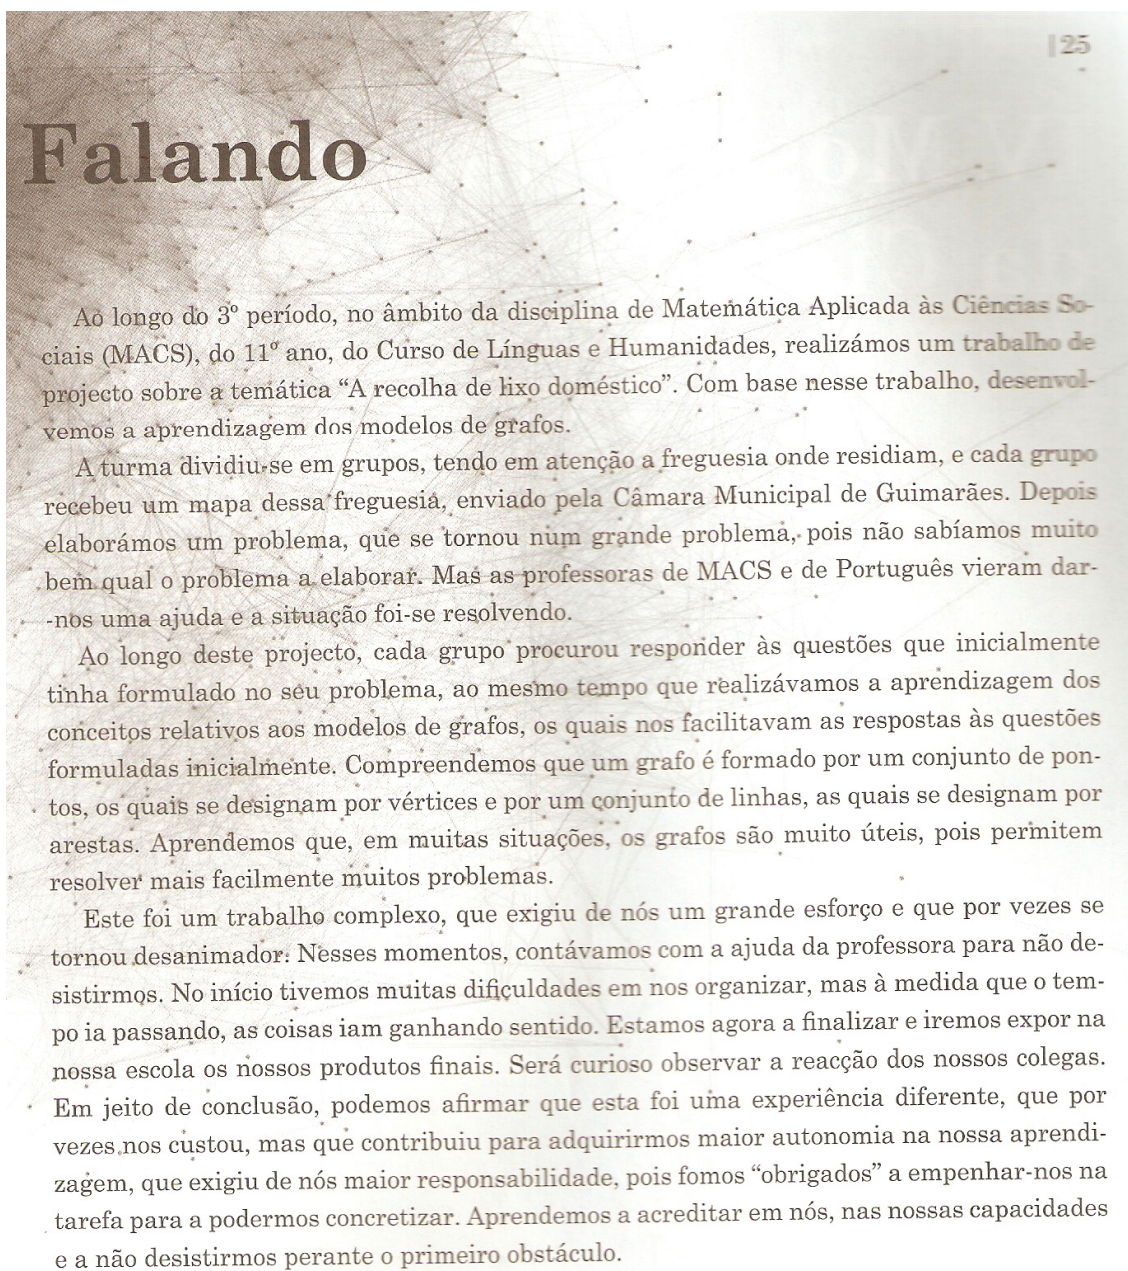 |25
Falando
Ao longo do 3º período, no âmbito da disciplina de Matemática Aplicada às Ciências So-
ciais (MACS), do 11º ano, do Curso de Línguas e Humanidades, realizámos um trabalho de
projecto sobre a temática “A recolha de lixo doméstico”. Com base nesse trabalho, desenvol-
vemos a aprendizagem dos modelos de grafos.
A turma dividiu-se em grupos, tendo em atenção a freguesia onde residiam, e cada grupo
recebeu um mapa dessa freguesia, enviado pela Câmara Municipal de Guimarães. Depois
elaborámos um problema, que se tornou num grande problema, pois não sabíamos muito
bem qual o problema a elaborar. Mas as professoras de MACS e de Português vieram dar-
-nos uma ajuda e a situação foi-se resolvendo.
Ao longo deste projecto, cada grupo procurou responder às questões que inicialmente
tinha formulado no seu problema, ao mesmo tempo que realizávamos a aprendizagem dos
conceitos relativos aos modelos de grafos, os quais nos facilitavam as respostas às questões
formuladas inicialmente. Compreendemos que um grafo é formado por um conjunto de pon-
tos, os quais se designam por vértices e por um conjunto de linhas, as quais se designam por
arestas. Aprendemos que, em muitas situações, os grafos são muito úteis, pois permitem
resolver mais facilmente muitos problemas.
Este foi um trabalho complexo, que exigiu de nós um grande esforço e que por vezes se
tornou desanimador. Nesses momentos, contávamos com a ajuda da professora para não de-
sistirmos. No início tivemos muitas dificuldades em nos organizar, mas à medida que o tem-
po ia passando, as coisas iam ganhando sentido. Estamos agora a finalizar e iremos expor na
nossa escola os nossos produtos finais. Será curioso observar a reacção dos nossos colegas.
Em jeito de conclusão, podemos afirmar que esta foi uma experiência diferente, que por
vezes nos custou, mas que contribuiu para adquirirmos maior autonomia na nossa aprendi-
zagem, que exigiu de nós maior responsabilidade, pois fomos “obrigados” a empenhar-nos na
tarefa para a podermos concretizar. Aprendemos a acreditar em nós, nas nossas capacidades
e a não desistirmos perante o primeiro obstáculo.